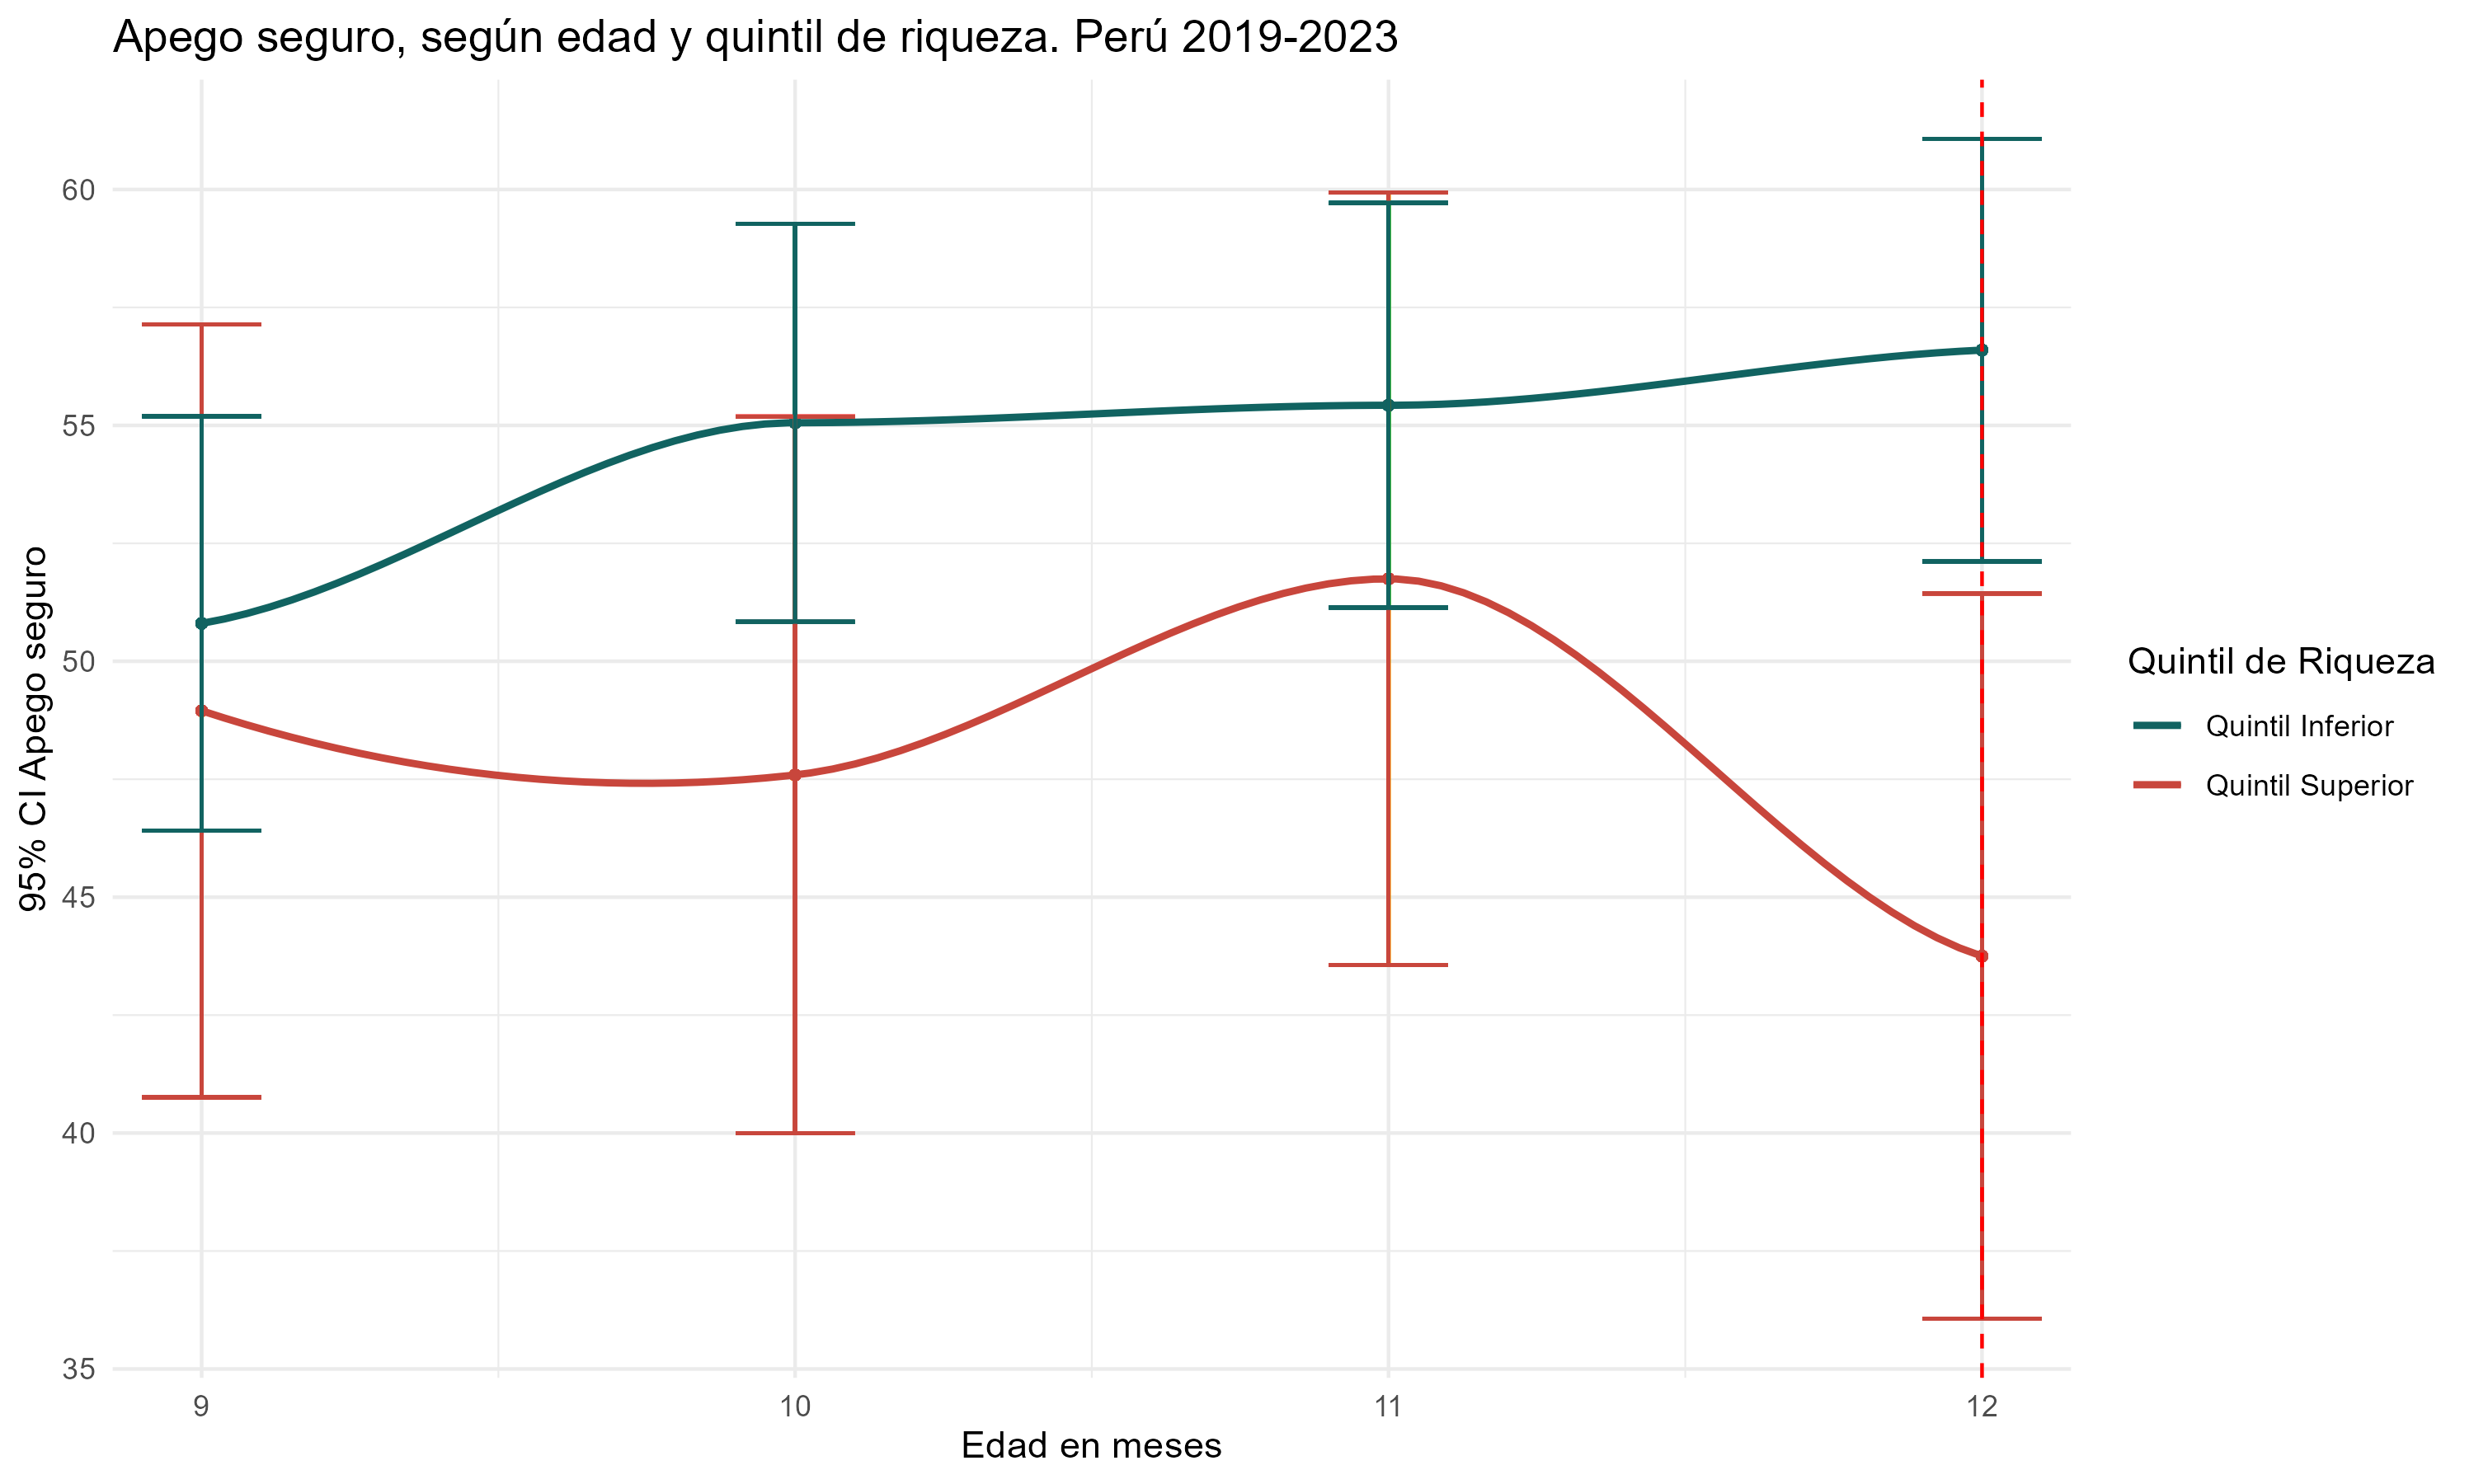 Apego seguro, según edad y quintil de riqueza. Perú 2019-2023
95% CI Apego seguro
60
55
50
45
40
35
9
10
11
12
Edad en meses
Quintil de Riqueza
Quintil Inferior
Quintil Superior